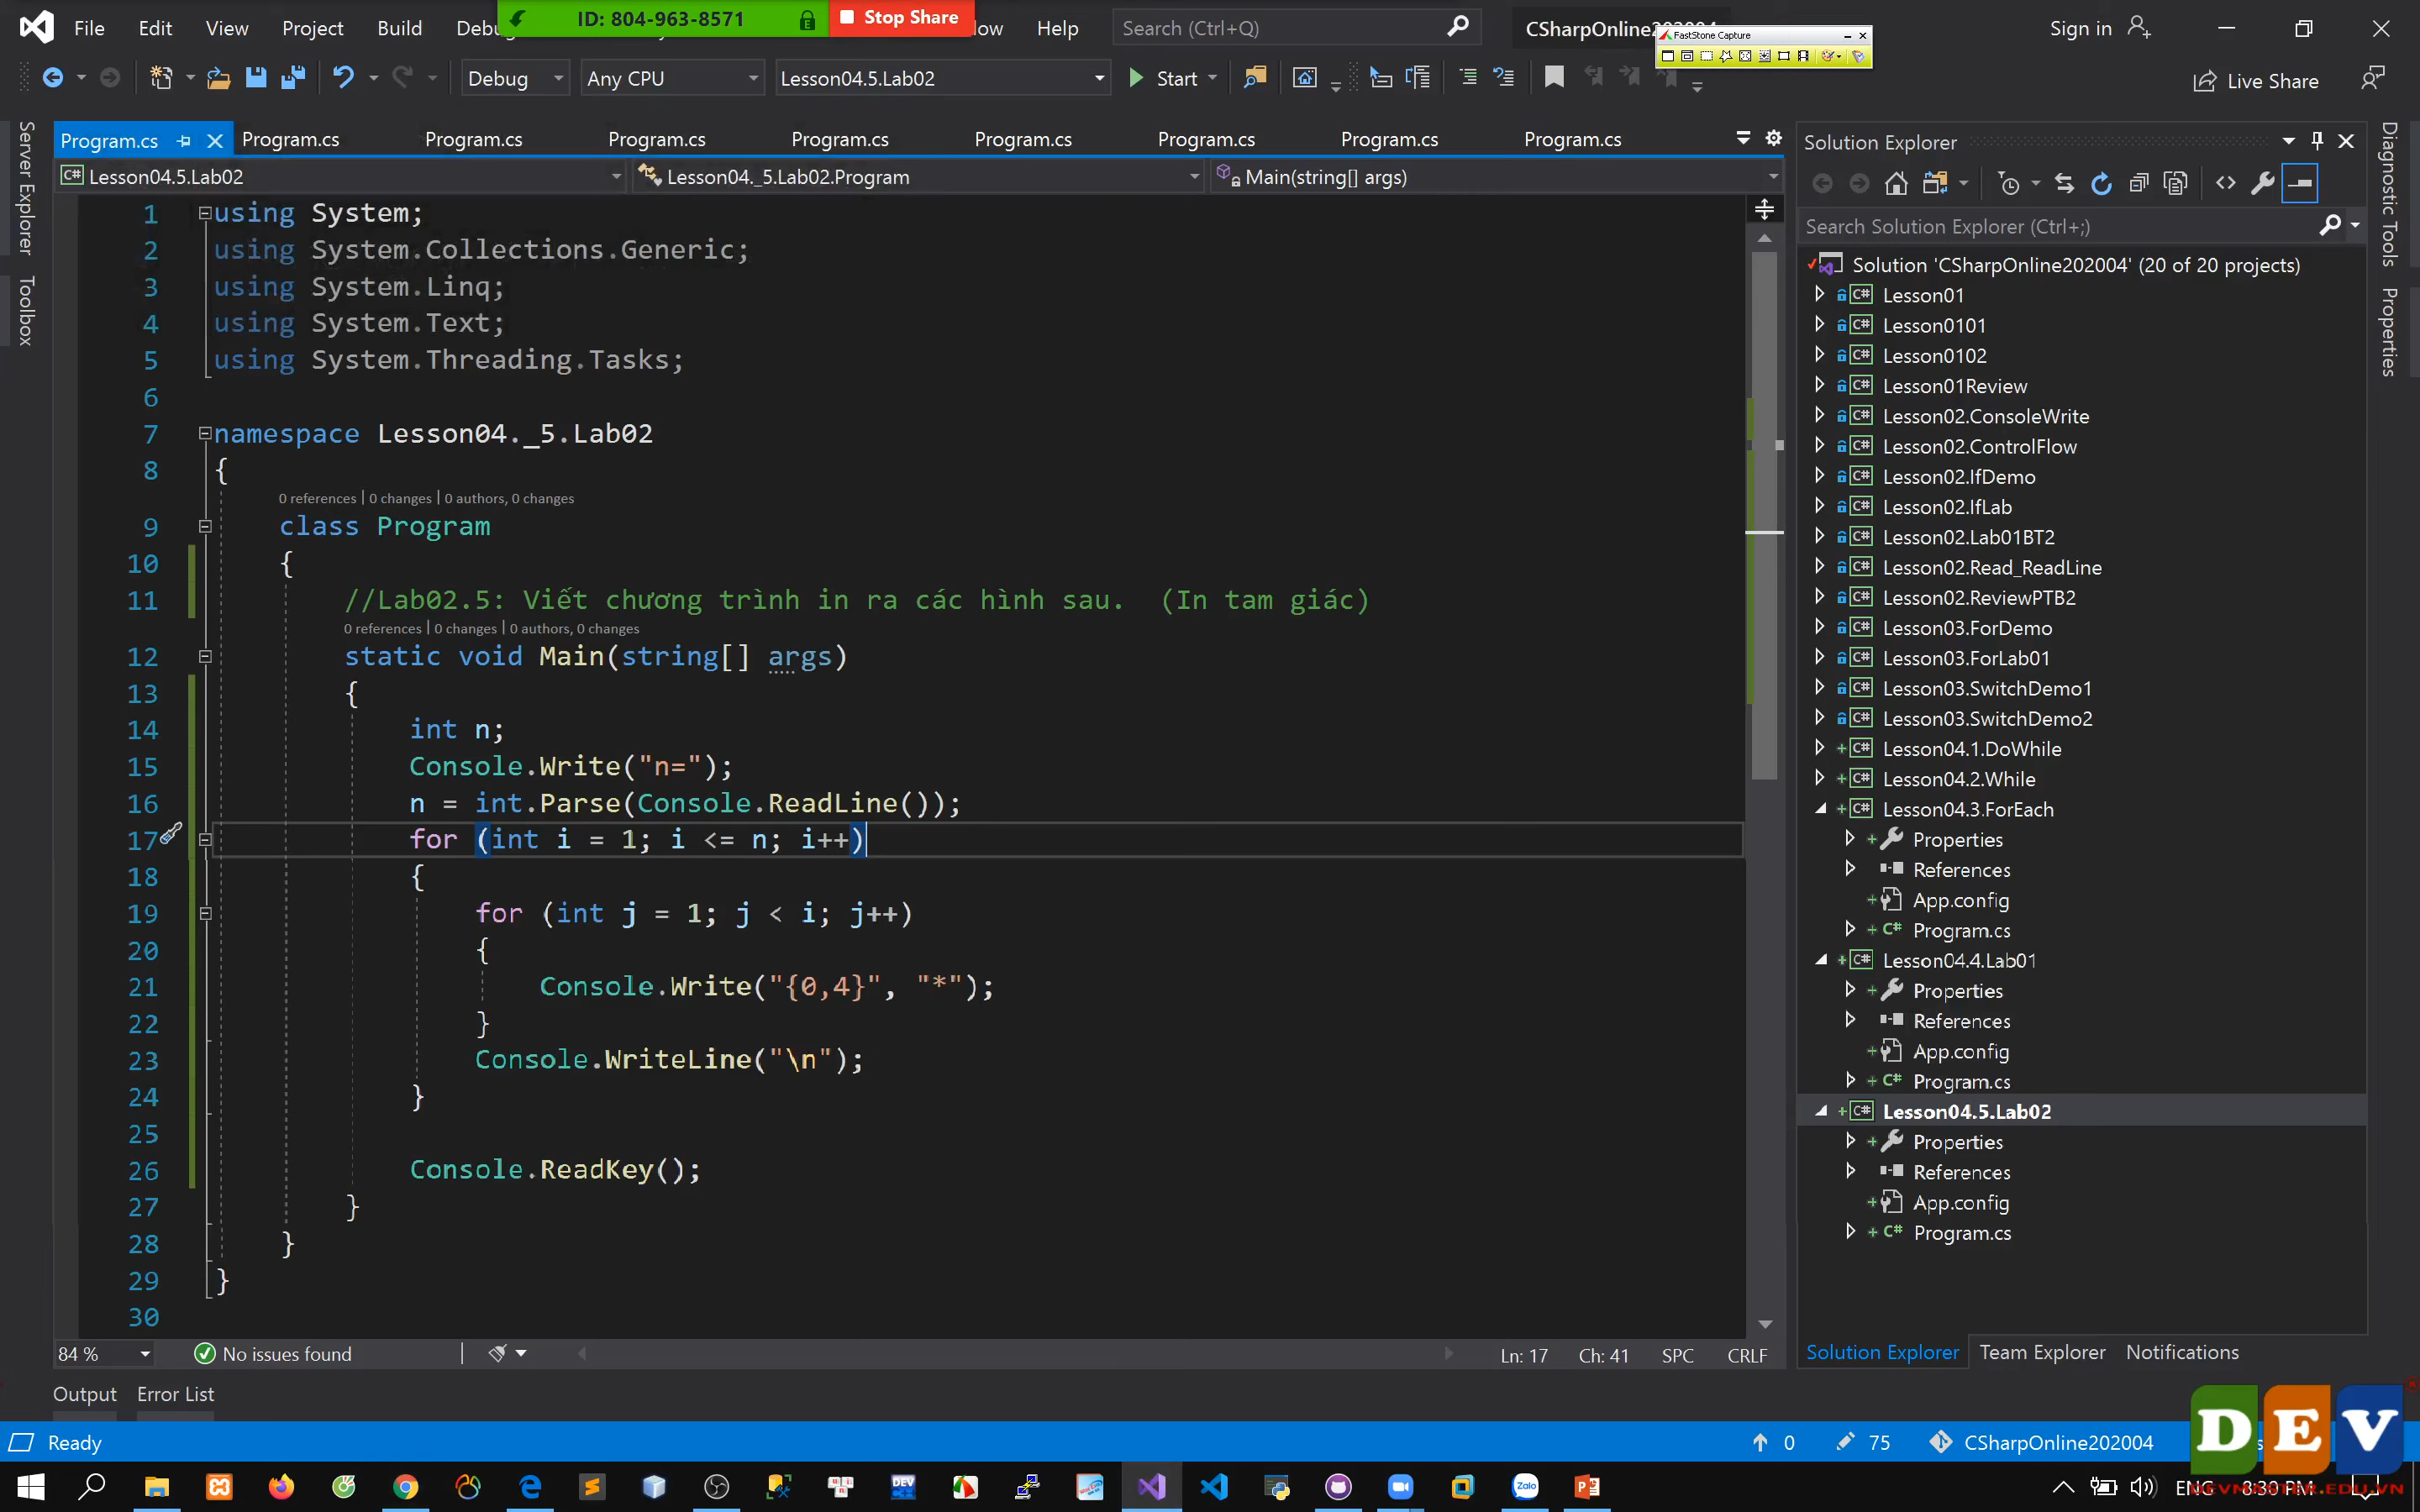 File Edit View Project Build Debug Help
ID: 804-963-8571
Stop Share
Search (Ctrl+Q)
CSharpOnline202004
FastStone Capture
Sign in
Debug Any CPU Lesson04.5.Lab02 Start
Live Share
Server Explorer
Toolbox
Program.cs Program.cs Program.cs Program.cs Program.cs Program.cs Program.cs Program.cs Program.cs
C# Lesson04.5.Lab02 Lesson04._5.Lab02.Program Main(string[] args)
1 using System;
2 using System.Collections.Generic;
3 using System.Linq;
4 using System.Text;
5 using System.Threading.Tasks;
6
7 namespace Lesson04._5.Lab02
8 {
0 references | 0 changes | 0 authors, 0 changes
9 class Program
10 {
11 //Lab02.5: Viết chương trình in ra các hình sau. (In tam giác)
0 references | 0 changes | 0 authors, 0 changes
12 static void Main(string[] args)
13 {
14 int n;
15 Console.Write("n=");
16 n = int.Parse(Console.ReadLine());
17 for (int i = 1; i <= n; i++)
18 {
19 for (int j = 1; j < i; j++)
20 {
21 Console.Write("{0,4}", "*");
22 }
23 Console.WriteLine("\n");
24 }
25
26 Console.ReadKey();
27 }
28 }
29 }
30
84 % No issues found Ln: 17 Ch: 41 SPC CRLF
Output Error List
Solution Explorer
Search Solution Explorer (Ctrl+;)
Solution 'CSharpOnline202004' (20 of 20 projects)
C# Lesson01
C# Lesson0101
C# Lesson0102
C# Lesson01Review
C# Lesson02.ConsoleWrite
C# Lesson02.ControlFlow
C# Lesson02.IfDemo
C# Lesson02.IfLab
C# Lesson02.Lab01BT2
C# Lesson02.Read_ReadLine
C# Lesson02.ReviewPTB2
C# Lesson03.ForDemo
C# Lesson03.ForLab01
C# Lesson03.SwitchDemo1
C# Lesson03.SwitchDemo2
C# Lesson04.1.DoWhile
C# Lesson04.2.While
C# Lesson04.3.ForEach
Properties
References
App.config
C# Program.cs
C# Lesson04.4.Lab01
Properties
References
App.config
C# Program.cs
C# Lesson04.5.Lab02
Properties
References
App.config
C# Program.cs
Solution Explorer Team Explorer Notifications
Diagnostic Tools
Properties
Ready 0 75 CSharpOnline202004
DEV
ENG 8:30 PM
DEVMASTER.EDU.VN